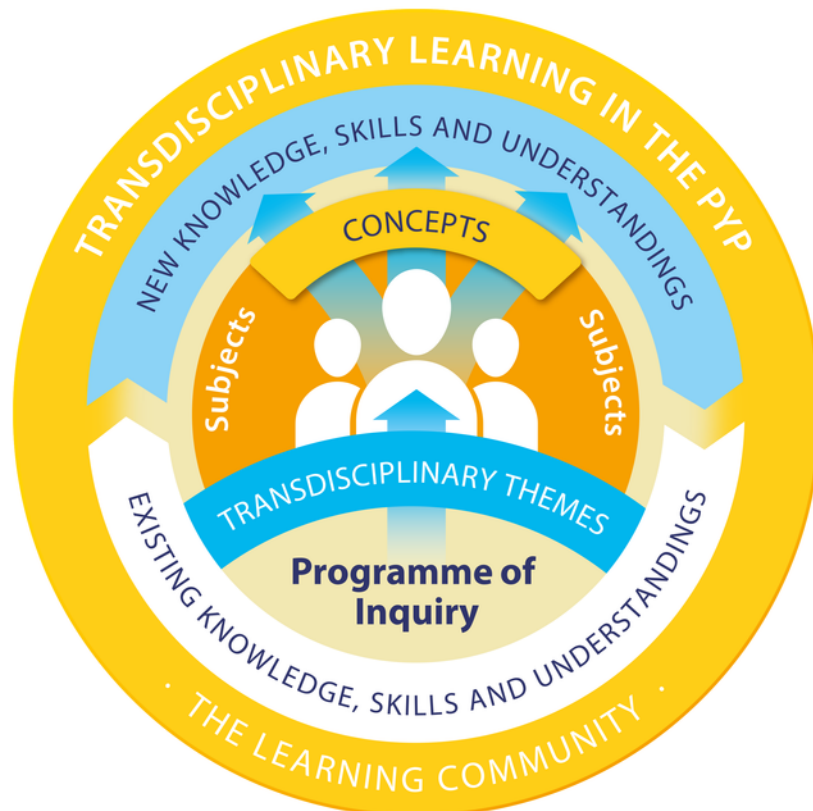 TRANSDISCIPLINARY LEARNING IN THE PYP
NEW KNOWLEDGE, SKILLS AND UNDERSTANDINGS
CONCEPTS
Subjects
Subjects
TRANSDISCIPLINARY THEMES
Programme of
Inquiry
EXISTING KNOWLEDGE, SKILLS AND UNDERSTANDINGS
· THE LEARNING COMMUNITY ·